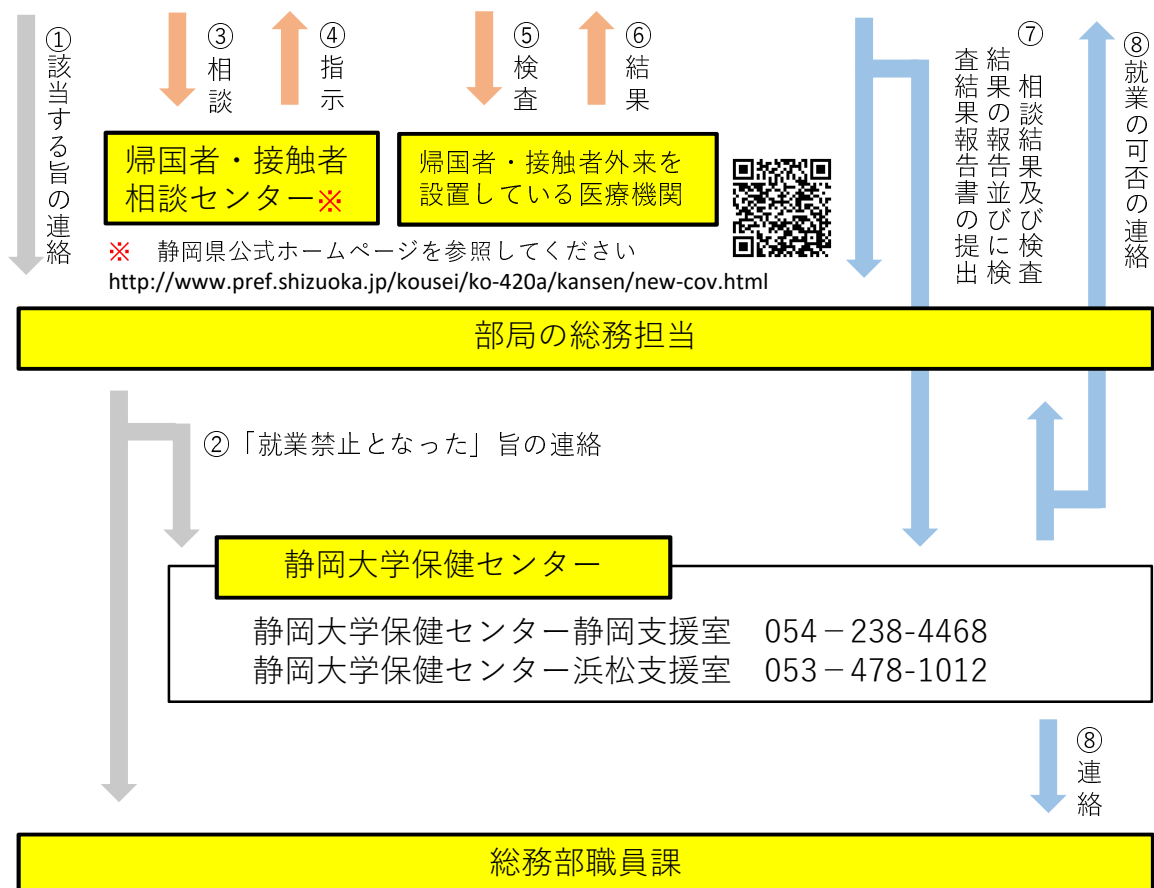 ①該当する旨の連絡
③相談
④指示
⑤検査
⑥結果
⑦　相談結果及び検査
結果の報告並びに検
査結果報告書の提出
⑧就業の可否の連絡
帰国者・接触者
相談センター※
帰国者・接触者外来を
設置している医療機関
※　静岡県公式ホームページを参照してください
http://www.pref.shizuoka.jp/kousei/ko-420a/kansen/new-cov.html
部局の総務担当
②「就業禁止となった」旨の連絡
静岡大学保健センター
静岡大学保健センター静岡支援室　054－238-4468
静岡大学保健センター浜松支援室　053－478-1012
⑧連絡
総務部職員課